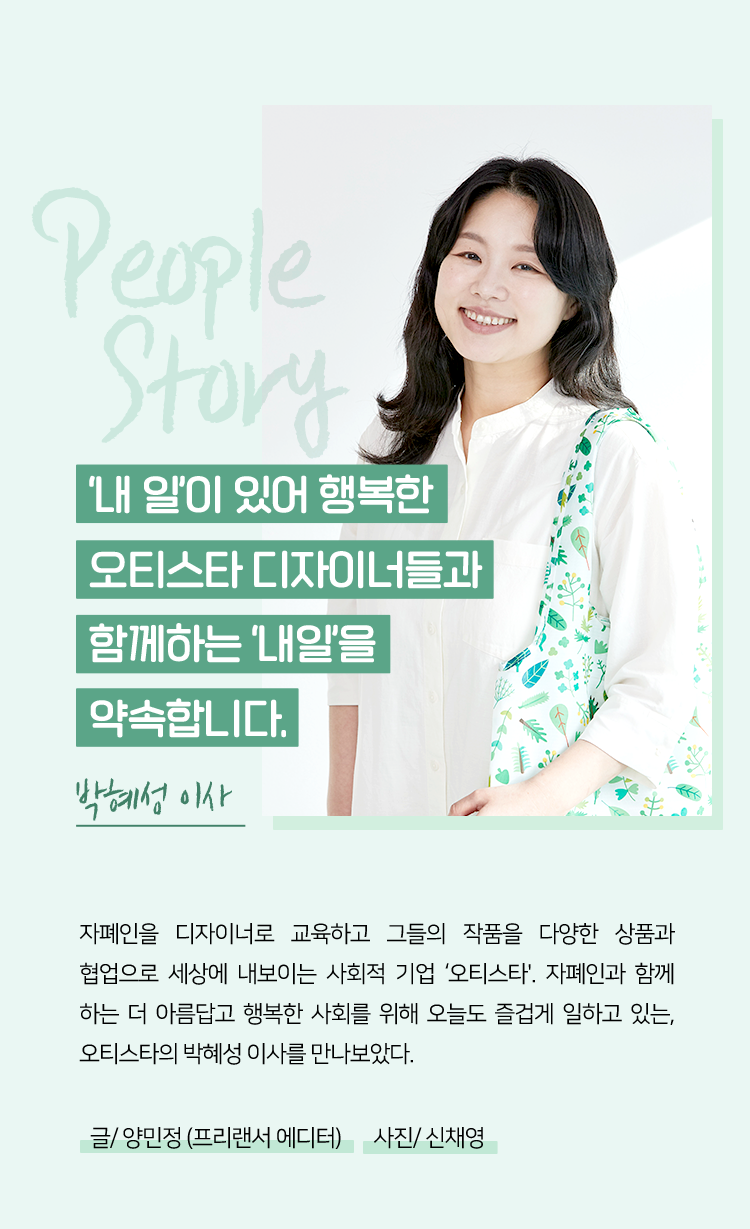 People
Story
‘내 일’이 있어 행복한
오티스타 디자이너들과
함께하는 ‘내일’을
약속합니다.
박혜성 이사
자폐인을 디자이너로 교육하고 그들의 작품을 다양한 상품과
협업으로 세상에 내보이는 사회적 기업 ‘오티스타'. 자폐인과 함께
하는 더 아름답고 행복한 사회를 위해 오늘도 즐겁게 일하고 있는,
오티스타의 박혜성 이사를 만나보았다.
글/ 양민정 (프리랜서 에디터) 사진/ 신채영